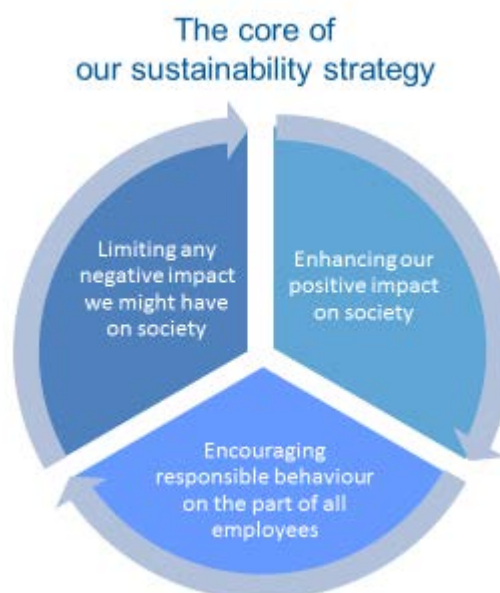 The core of
our sustainability strategy
Limiting any
negative impact
we might have
on society
Enhancing our
positive impact
on society
Encouraging
responsible behaviour
on the part of all
employees